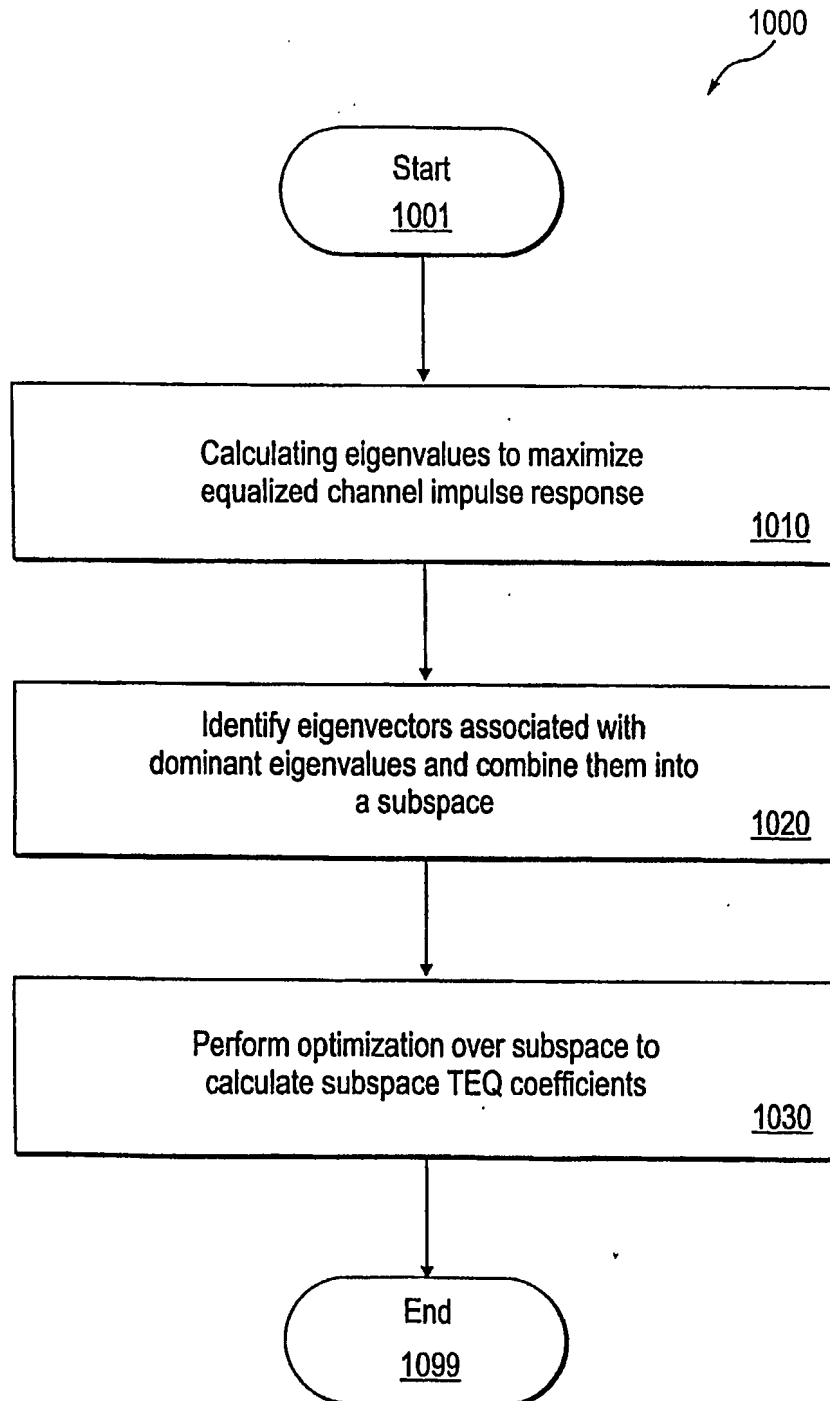 1000
Start
1001
Calculating eigenvalues to maximize
equalized channel impulse response
1010
Identify eigenvectors associated with
dominant eigenvalues and combine them into
a subspace
1020
Perform optimization over subspace to
calculate subspace TEQ coefficients
1030
End
1099